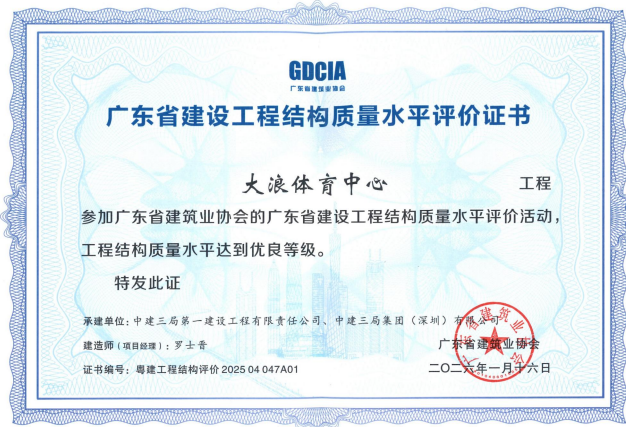 GDCIA
广东省建筑业协会
广东省建设工程结构质量水平评价证书
大浪体育中心 工程
参加广东省建筑业协会的广东省建设工程结构质量水平评价活动，
工程结构质量水平达到优良等级。
特发此证
承建单位：中建三局第一建设工程有限责任公司、中建三局集团（深圳）有限公司
建造师（项目经理）：罗士晋
广东省建筑业协会
证书编号：粤建工程结构评价 2025 04 047A01
二〇二六年一月十六日
广东省建筑业协会